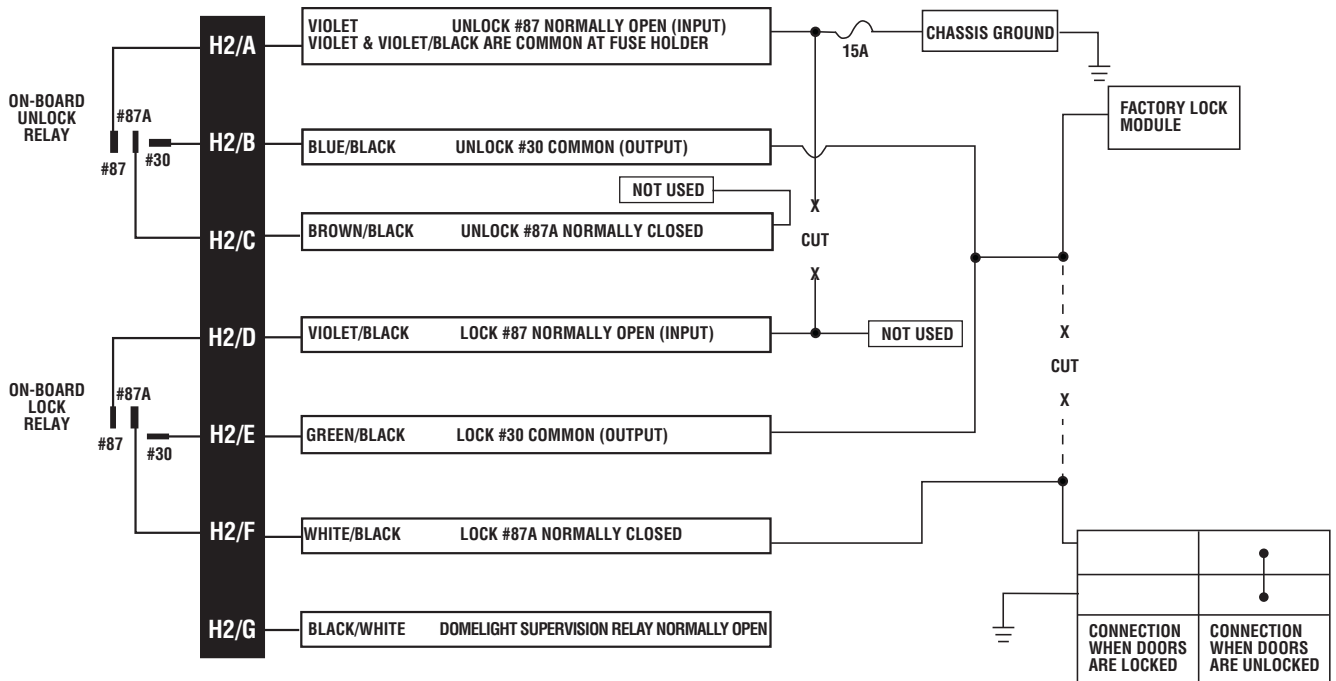 VIOLET UNLOCK #87 NORMALLY OPEN (INPUT)
VIOLET & VIOLET/BLACK ARE COMMON AT FUSE HOLDER
H2/A
15A
CHASSIS GROUND
ON-BOARD
UNLOCK
RELAY
#87A
#87
#30
FACTORY LOCK
MODULE
H2/B
BLUE/BLACK UNLOCK #30 COMMON (OUTPUT)
NOT USED
X
CUT
X
H2/C
BROWN/BLACK UNLOCK #87A NORMALLY CLOSED
H2/D
VIOLET/BLACK LOCK #87 NORMALLY OPEN (INPUT)
NOT USED
X
CUT
X
ON-BOARD
LOCK
RELAY
#87A
#87
#30
H2/E
GREEN/BLACK LOCK #30 COMMON (OUTPUT)
H2/F
WHITE/BLACK LOCK #87A NORMALLY CLOSED
H2/G
BLACK/WHITE DOMELIGHT SUPERVISION RELAY NORMALLY OPEN
CONNECTION
WHEN DOORS
ARE LOCKED
CONNECTION
WHEN DOORS
ARE UNLOCKED